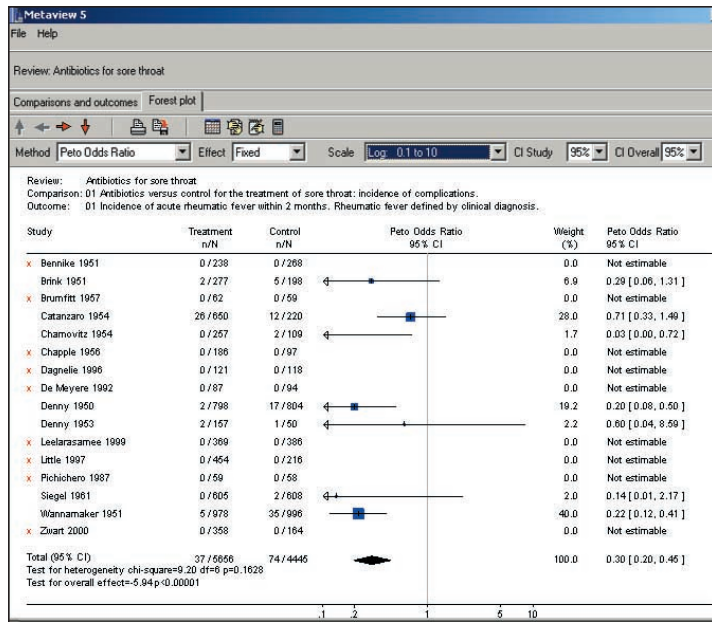 Metaview 5
File Help
Review: Antibiotics for sore throat
Comparisons and outcomes Forest plot
Method Peto Odds Ratio Effect Fixed Scale Log: 0.1 to 10 CI Study 95% CI Overall 95%
Review: Antibiotics for sore throat
Comparison: 01 Antibiotics versus control for the treatment of sore throat: incidence of complications.
Outcome: 01 Incidence of acute rheumatic fever within 2 months. Rheumatic fever defined by clinical diagnosis.
Study Treatment Control Peto Odds Ratio Weight Peto Odds Ratio
n/N n/N 95% CI (%) 95% CI
x Bennike 1951 0/238 0/268 0.0 Not estimable
Brink 1951 2/277 5/198 6.9 0.29 [0.06, 1.31]
x Brumfitt 1957 0/62 0/59 0.0 Not estimable
Catanzaro 1954 26/650 12/220 28.0 0.71 [0.33, 1.49]
Chamovitz 1954 0/257 2/109 1.7 0.03 [0.00, 0.72]
x Chapple 1956 0/186 0/97 0.0 Not estimable
x Dagnelie 1996 0/121 0/118 0.0 Not estimable
x De Meyere 1992 0/87 0/94 0.0 Not estimable
Denny 1950 2/798 17/804 19.2 0.20 [0.08, 0.50]
Denny 1953 2/157 1/50 2.2 0.60 [0.04, 8.59]
x Leelarasamee 1999 0/369 0/386 0.0 Not estimable
x Little 1997 0/454 0/216 0.0 Not estimable
x Pichichero 1987 0/59 0/58 0.0 Not estimable
Siegel 1961 0/605 2/608 2.0 0.14 [0.01, 2.17]
Wannamaker 1951 5/978 35/996 40.0 0.22 [0.12, 0.41]
x Zwart 2000 0/358 0/164 0.0 Not estimable
Total (95% CI) 37/5656 74/4445 100.0 0.30 [0.20, 0.45]
Test for heterogeneity chi-square=9.20 df=6 p=0.1628
Test for overall effect=-5.94 p<0.00001
.1 .2 1 5 10